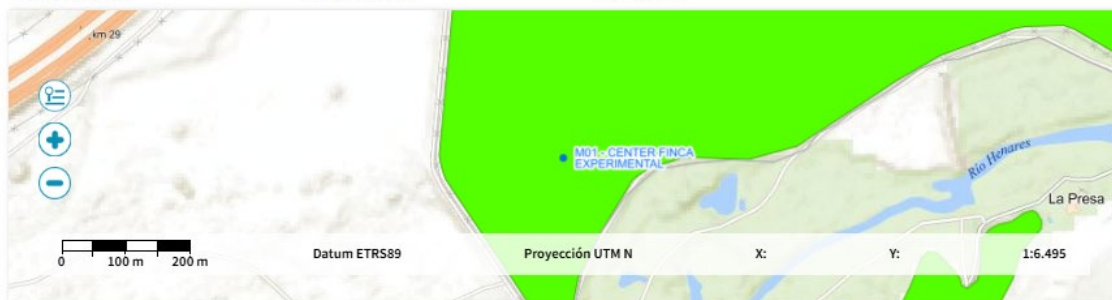 km 29
M01 - CENTER FINCA
EXPERIMENTAL
Río Henares
La Presa
0 100 m 200 m
Datum ETRS89
Proyección UTM N
X:
Y:
1:6.495